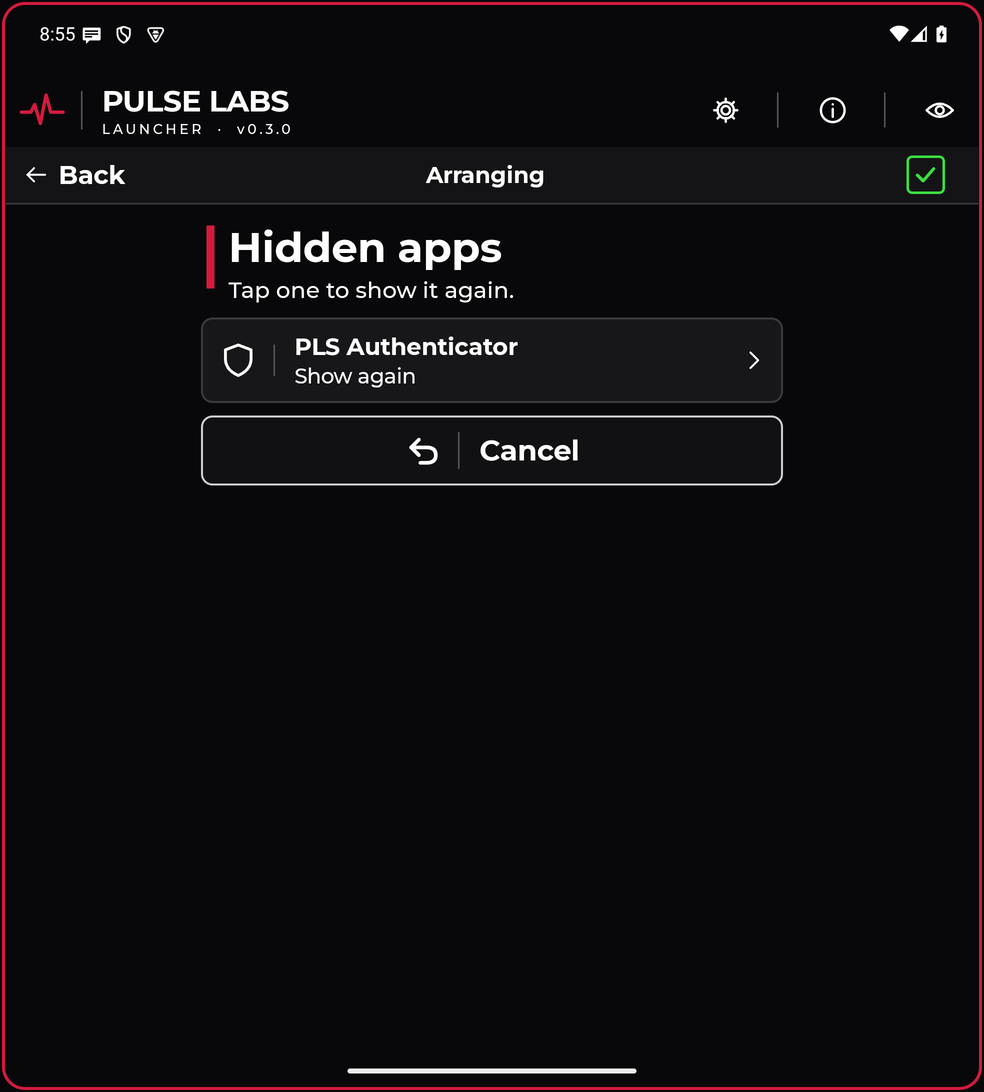 8:55
PULSE LABS
LAUNCHER · v0.3.0
Back
Arranging
Hidden apps
Tap one to show it again.
PLS Authenticator
Show again
Cancel